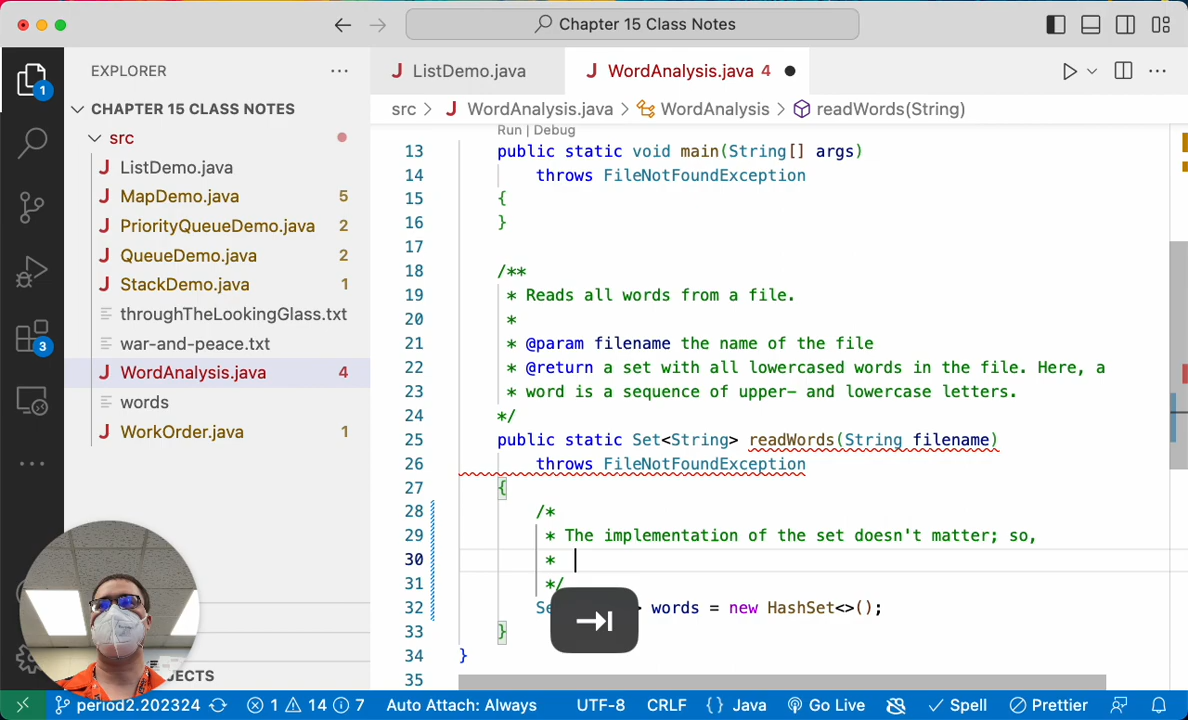 Chapter 15 Class Notes
EXPLORER
ListDemo.java
WordAnalysis.java 4
CHAPTER 15 CLASS NOTES
src
ListDemo.java
MapDemo.java 5
PriorityQueueDemo.java 2
QueueDemo.java 2
StackDemo.java 1
throughTheLookingGlass.txt
war-and-peace.txt
WordAnalysis.java 4
words
WorkOrder.java 1
1
3
src > WordAnalysis.java > WordAnalysis > readWords(String)
Run | Debug
13 public static void main(String[] args)
14 throws FileNotFoundException
15 {
16 }
17
18 /**
19 * Reads all words from a file.
20 *
21 * @param filename the name of the file
22 * @return a set with all lowercased words in the file. Here, a
23 * word is a sequence of upper- and lowercase letters.
24 */
25 public static Set<String> readWords(String filename)
26 throws FileNotFoundException
27 {
28 /*
29 * The implementation of the set doesn't matter; so,
30 *
31 */
32 Se > words = new HashSet<>();
33 }
34 }
35
JECTS
period2.202324 1 14 7 Auto Attach: Always UTF-8 CRLF {} Java Go Live Spell Prettier